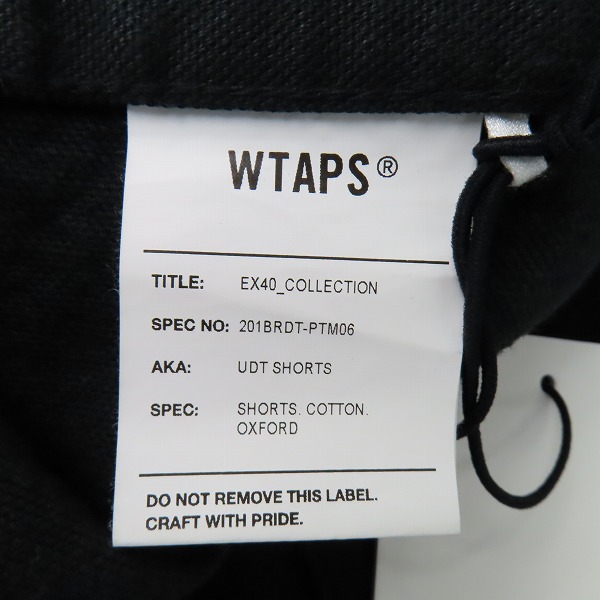 WTAPS®
TITLE: EX40_COLLECTION
SPEC NO: 201BRDT-PTM06
AKA: UDT SHORTS
SPEC: SHORTS. COTTON.
OXFORD
DO NOT REMOVE THIS LABEL.
CRAFT WITH PRIDE.